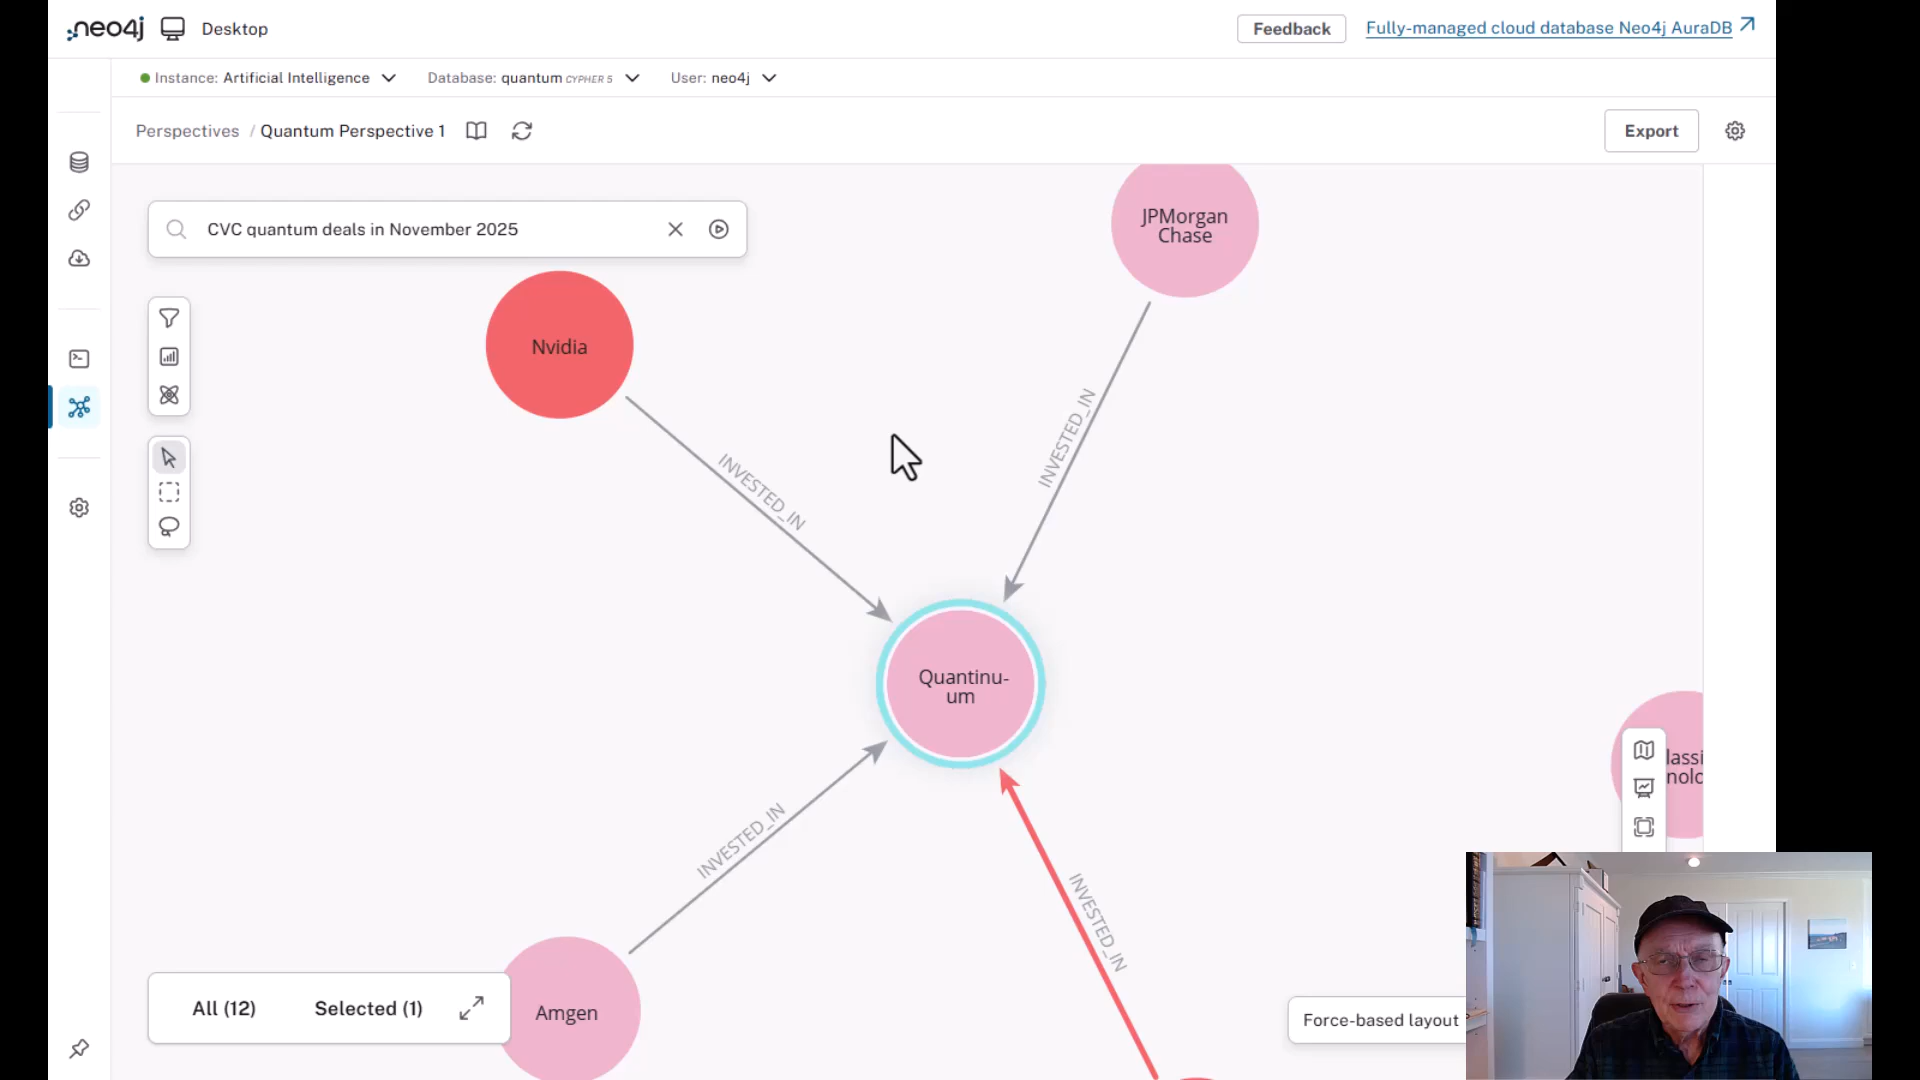 neo4j Desktop
Feedback
Fully-managed cloud database Neo4j AuraDB
Instance: Artificial Intelligence
Database: quantum CYPHER 5
User: neo4j
Perspectives / Quantum Perspective 1
Export
CVC quantum deals in November 2025
JPMorgan
Chase
Nvidia
INVESTED_IN
INVESTED_IN
Quantinu-
um
lassi
nolo
INVESTED_IN
INVESTED_IN
Amgen
All (12)
Selected (1)
Force-based layout